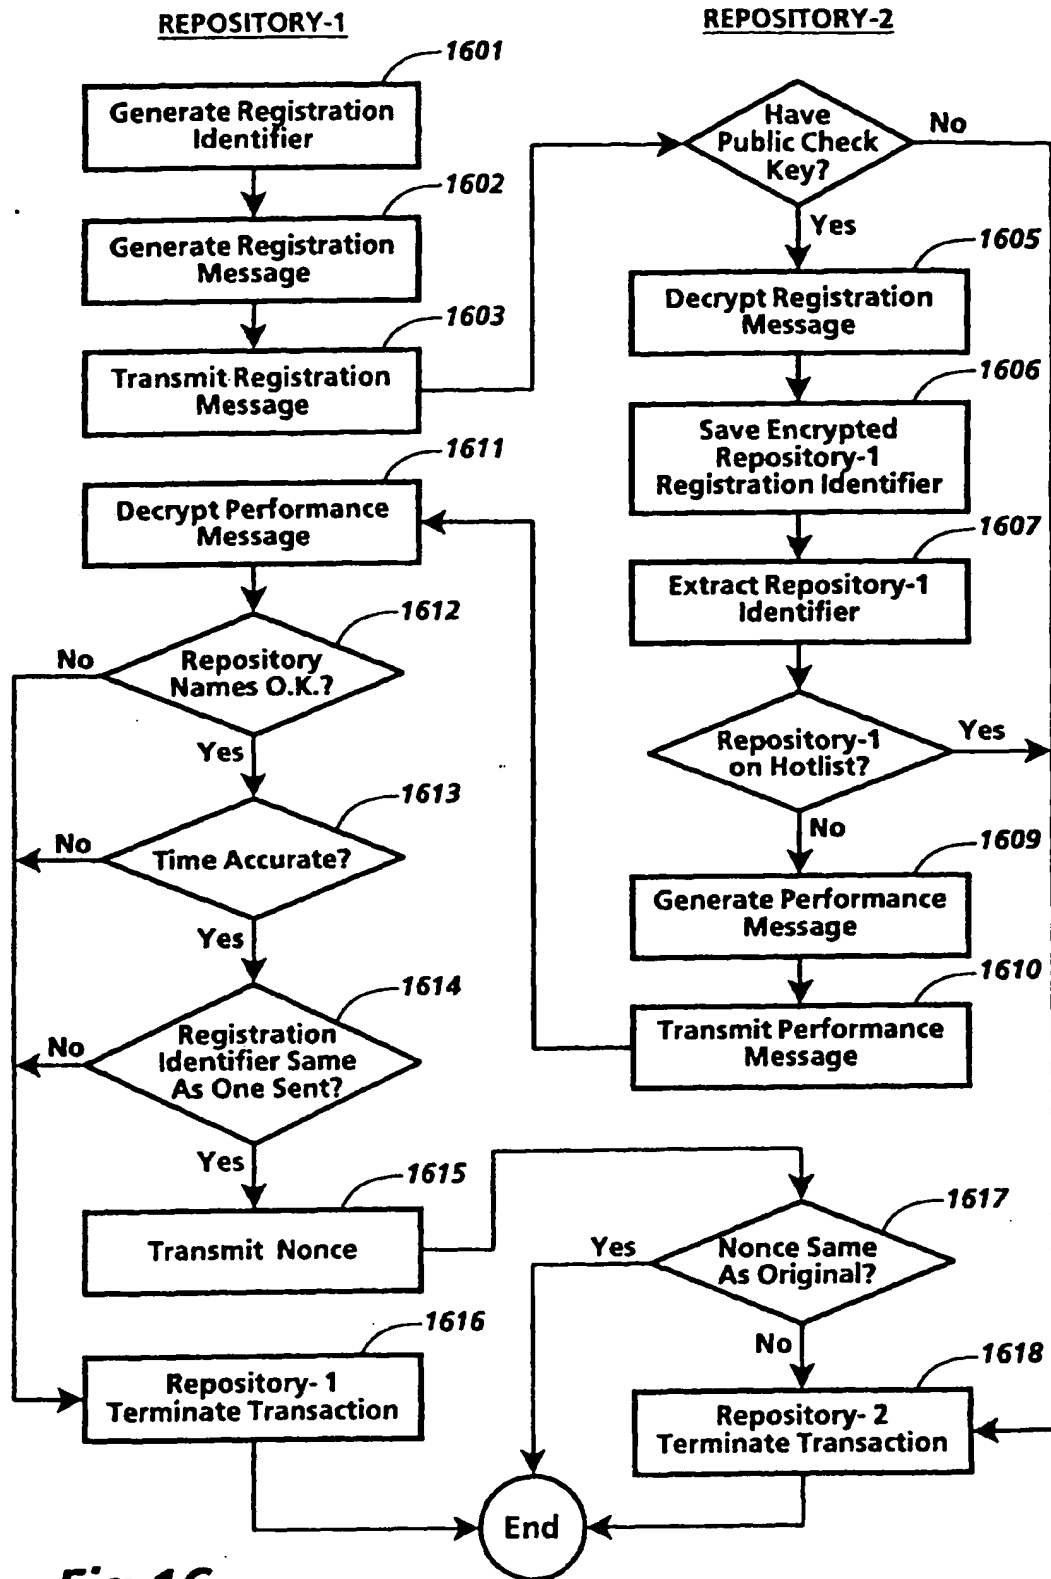 REPOSITORY-1
1601
Generate Registration
Identifier
1602
Generate Registration
Message
1603
Transmit Registration
Message
1611
Decrypt Performance
Message
1612
Repository
Names O.K.?
No
Yes
1613
Time Accurate?
No
Yes
1614
Registration
Identifier Same
As One Sent?
No
Yes
1615
Transmit Nonce
1616
Repository- 1
Terminate Transaction
REPOSITORY-2
Have
Public Check
Key?
No
Yes
1605
Decrypt Registration
Message
1606
Save Encrypted
Repository-1
Registration Identifier
1607
Extract Repository-1
Identifier
Repository-1
on Hotlist?
Yes
No
1609
Generate Performance
Message
1610
Transmit Performance
Message
1617
Nonce Same
As Original?
Yes
No
1618
Repository- 2
Terminate Transaction
End